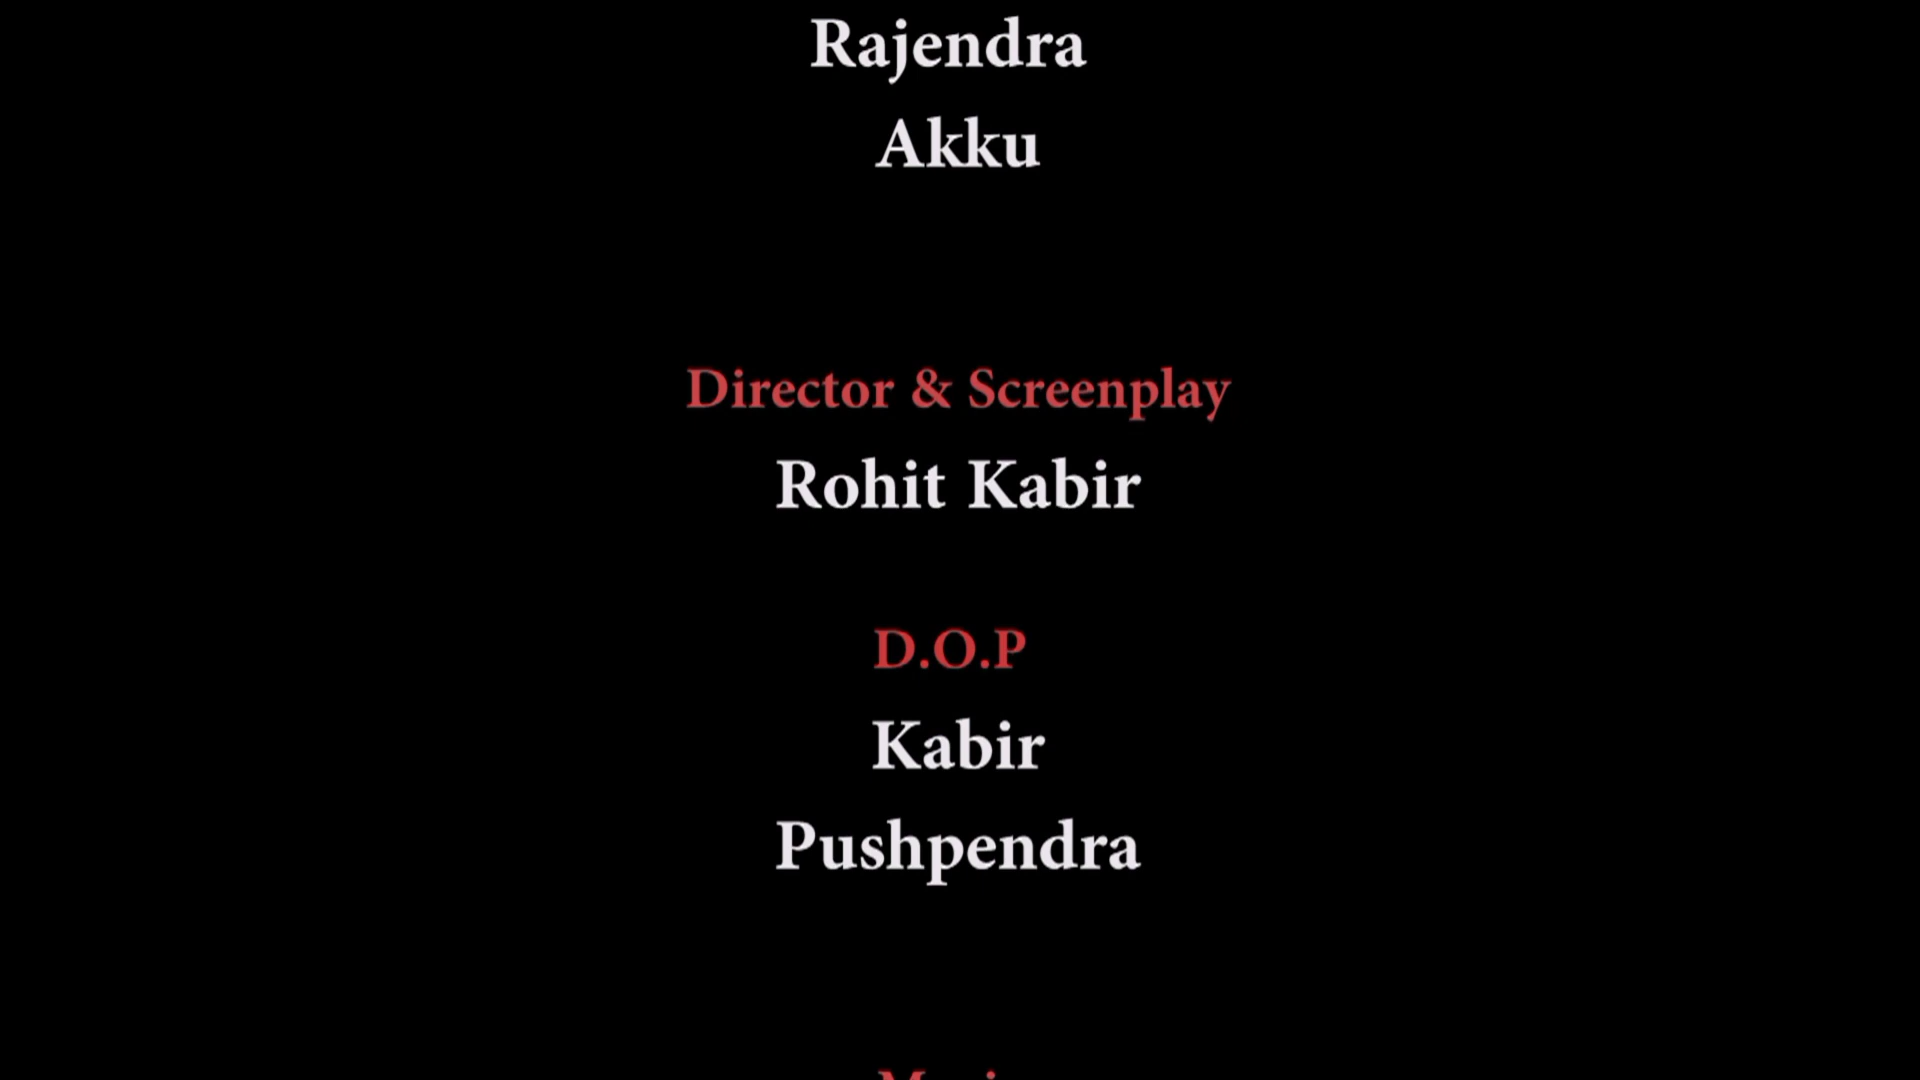 Rajendra
Akku
Director & Screenplay
Rohit Kabir
D.O.P
Kabir
Pushpendra